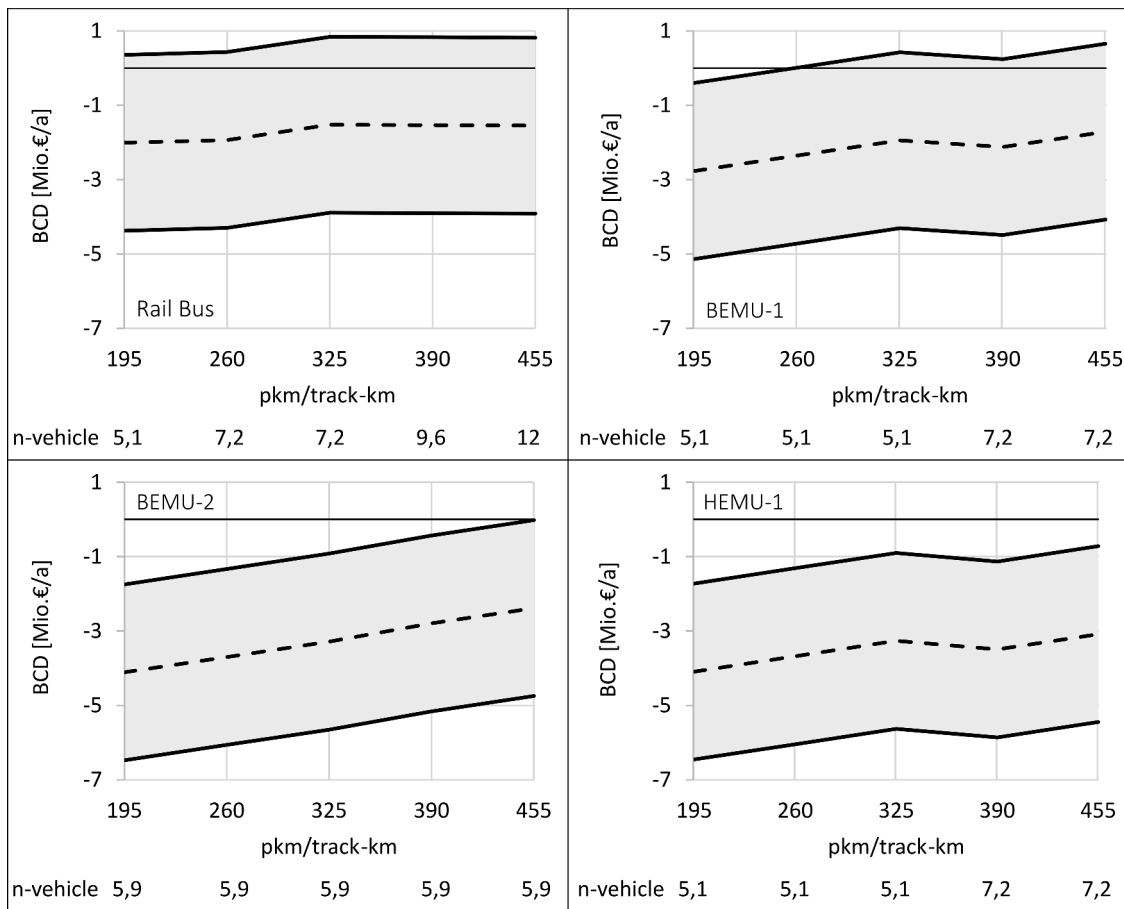 1
-1
-3
-5
-7
BCD [Mio.€/a]
Rail Bus
195 260 325 390 455
pkm/track-km
n-vehicle 5,1 7,2 7,2 9,6 12
1
-1
-3
-5
-7
BCD [Mio.€/a]
BEMU-1
195 260 325 390 455
pkm/track-km
n-vehicle 5,1 5,1 5,1 7,2 7,2
1
-1
-3
-5
-7
BCD [Mio.€/a]
BEMU-2
195 260 325 390 455
pkm/track-km
n-vehicle 5,9 5,9 5,9 5,9 5,9
1
-1
-3
-5
-7
BCD [Mio.€/a]
HEMU-1
195 260 325 390 455
pkm/track-km
n-vehicle 5,1 5,1 5,1 7,2 7,2